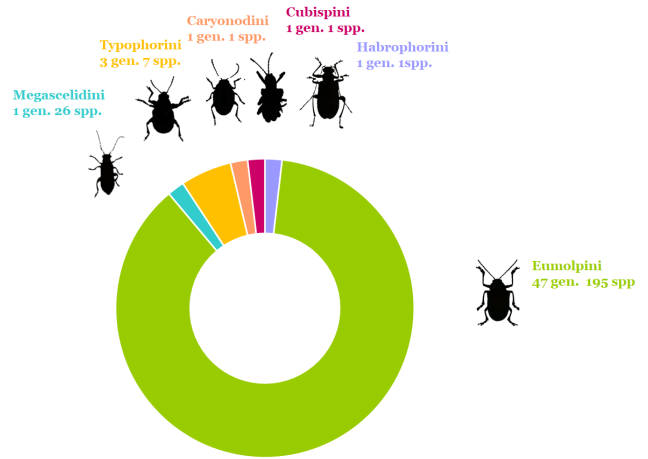 Cubispini
1 gen. 1 spp.
Caryonodini
1 gen. 1 spp.
Typophorini
3 gen. 7 spp.
Habrophorini
1 gen. 1spp.
Megascelidini
1 gen. 26 spp.
Eumolpini
47 gen. 195 spp